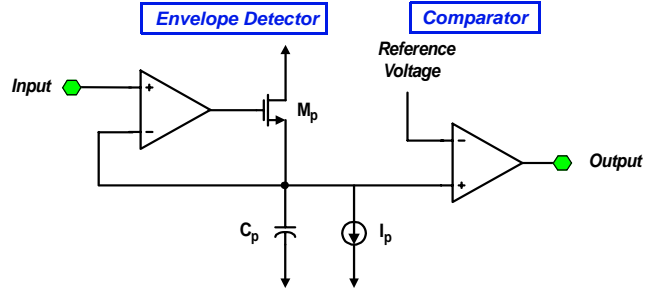 Envelope Detector
Comparator
Reference
Voltage
Input
+
−
Mp
−
+
Output
Cp
Ip